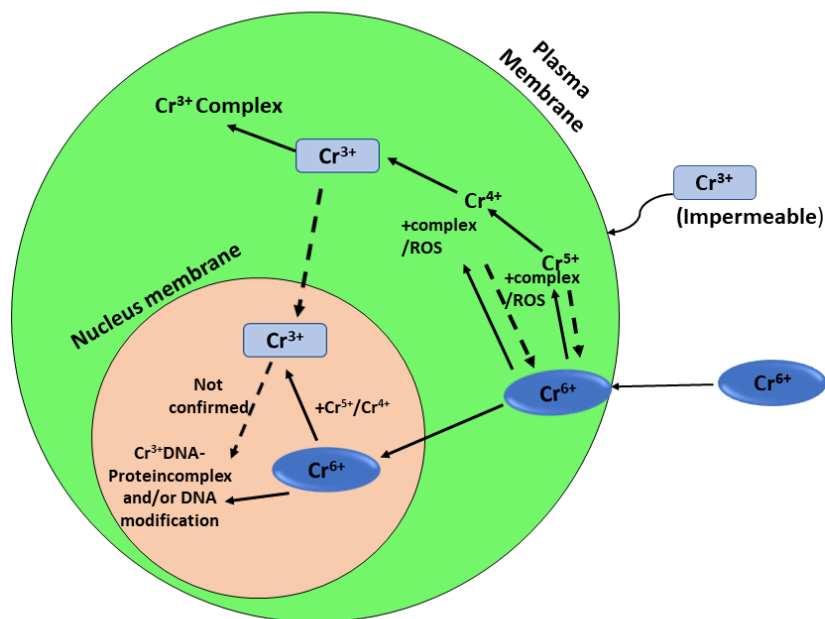 Plasma
Membrane
Cr³⁺ Complex
Cr³⁺
Cr³⁺
(Impermeable)
Cr⁴⁺
+complex
/ROS
Cr⁵⁺
+complex
/ROS
Nucleus membrane
Cr³⁺
Not
confirmed
+Cr⁵⁺/Cr⁴⁺
Cr⁶⁺
Cr⁶⁺
Cr³⁺DNA-
Proteincomplex
and/or DNA
modification
Cr⁶⁺